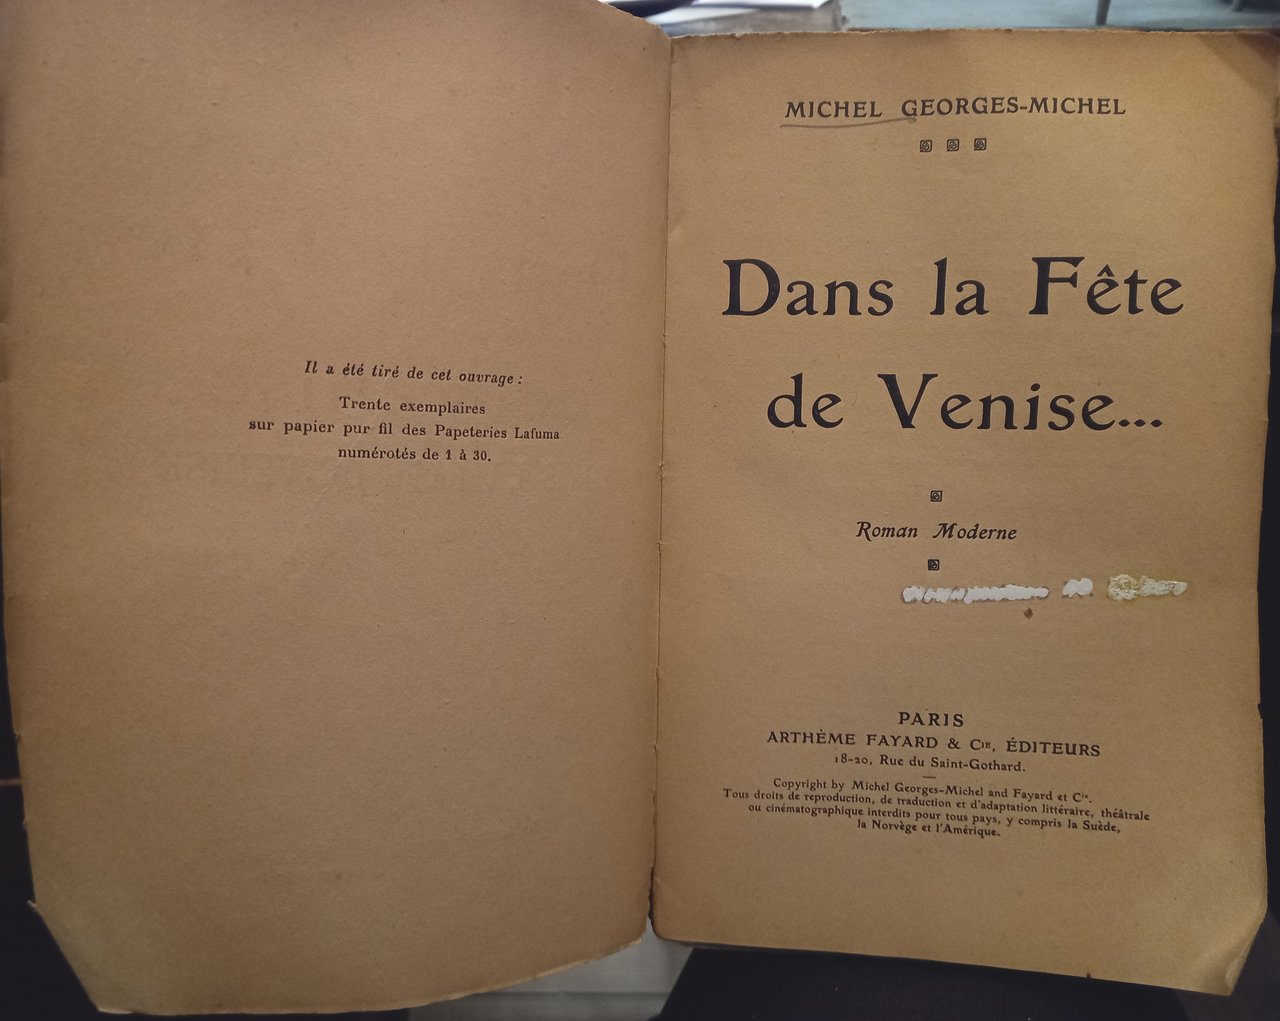 Il a été tiré de cet ouvrage :
Trente exemplaires
sur papier pur fil des Papeteries Lafuma
numérotés de 1 à 30.
MICHEL GEORGES-MICHEL
Dans la Fête
de Venise...
Roman Moderne
PARIS
ARTHÈME FAYARD & Cie, ÉDITEURS
18-20, Rue du Saint-Gothard.
Copyright by Michel Georges-Michel and Fayard et Cie.
Tous droits de reproduction, de traduction et d'adaptation littéraire, théâtrale
ou cinématographique interdits pour tous pays, y compris la Suède,
la Norvège et l'Amérique.